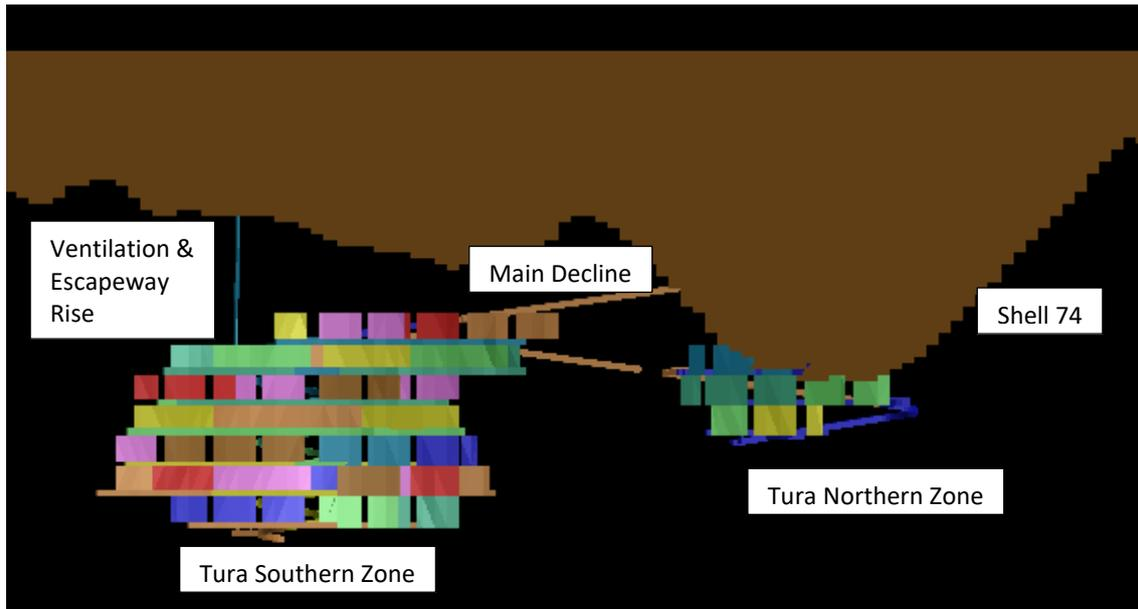 Ventilation &
Escapeway
Rise
Main Decline
Shell 74
Tura Northern Zone
Tura Southern Zone